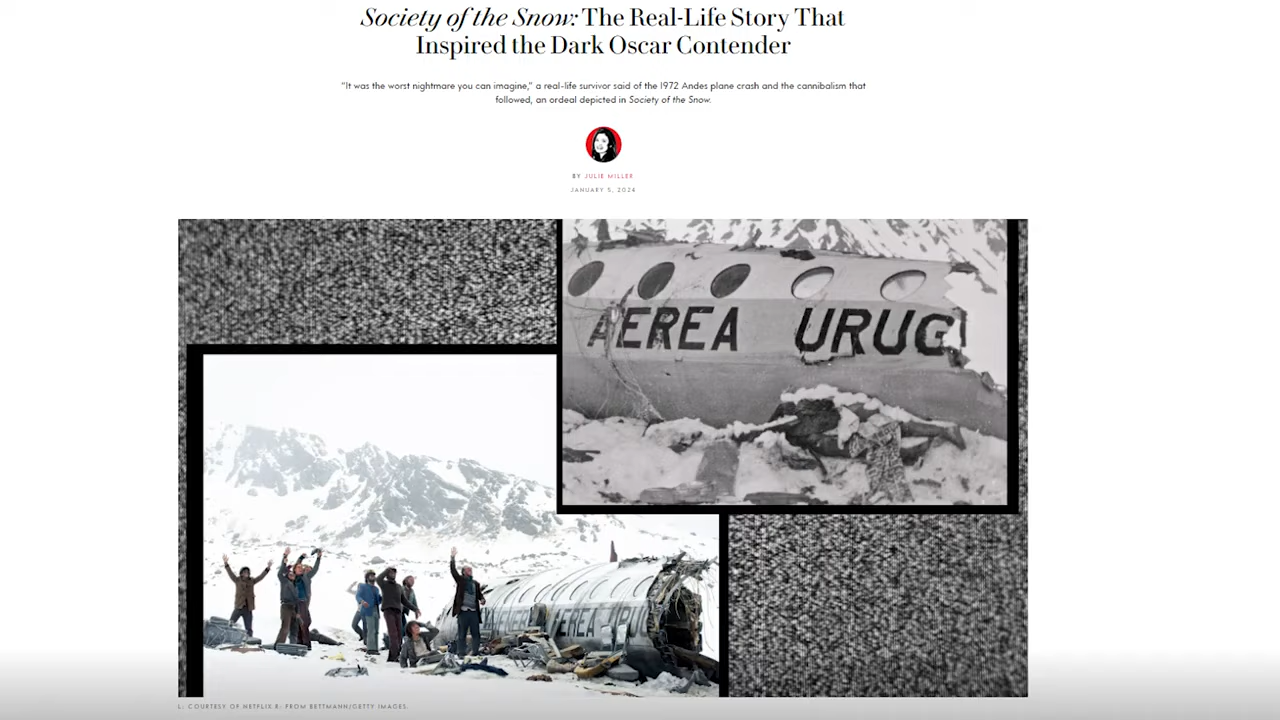 Society of the Snow: The Real-Life Story That
Inspired the Dark Oscar Contender
"It was the worst nightmare you can imagine," a real-life survivor said of the 1972 Andes plane crash and the cannibalism that
followed, an ordeal depicted in Society of the Snow.
BY JULIE MILLER
JANUARY 5, 2024
AEREA URUG
AEREA URU
L: COURTESY OF NETFLIX R: FROM BETTMANN/GETTY IMAGES.